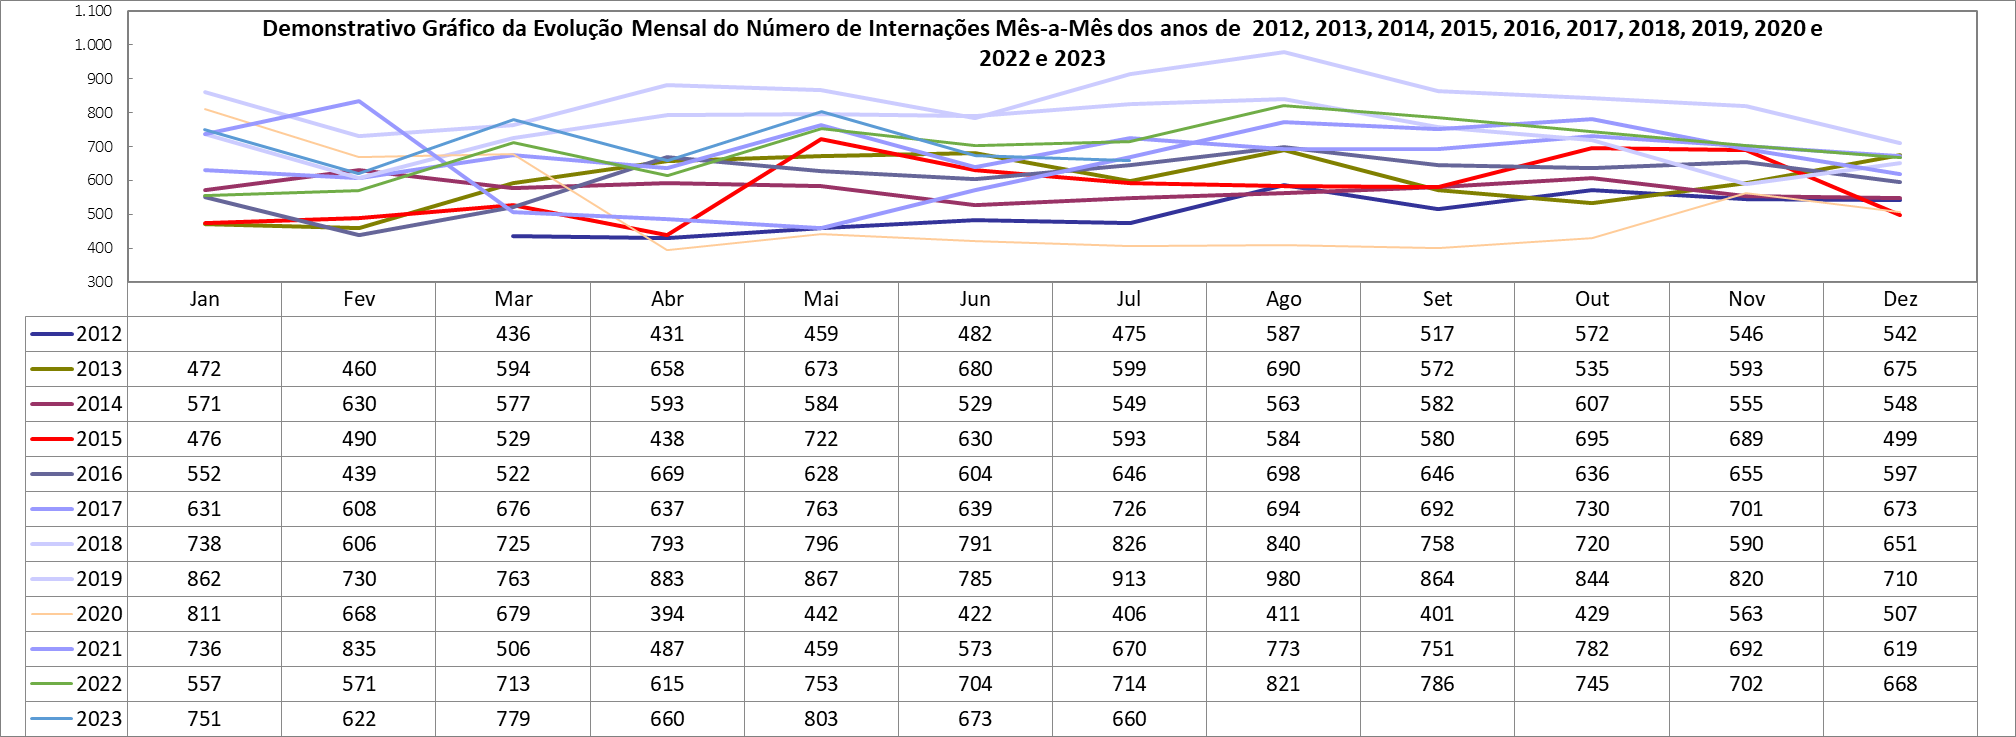 Demonstrativo Gráfico da Evolução Mensal do Número de Internações Mês-a-Mês dos anos de 2012, 2013, 2014, 2015, 2016, 2017, 2018, 2019, 2020 e
2022 e 2023
1.100
1.000
900
800
700
600
500
400
300
Jan Fev Mar Abr Mai Jun Jul Ago Set Out Nov Dez
2012 436 431 459 482 475 587 517 572 546 542
2013 472 460 594 658 673 680 599 690 572 535 593 675
2014 571 630 577 593 584 529 549 563 582 607 555 548
2015 476 490 529 438 722 630 593 584 580 695 689 499
2016 552 439 522 669 628 604 646 698 646 636 655 597
2017 631 608 676 637 763 639 726 694 692 730 701 673
2018 738 606 725 793 796 791 826 840 758 720 590 651
2019 862 730 763 883 867 785 913 980 864 844 820 710
2020 811 668 679 394 442 422 406 411 401 429 563 507
2021 736 835 506 487 459 573 670 773 751 782 692 619
2022 557 571 713 615 753 704 714 821 786 745 702 668
2023 751 622 779 660 803 673 660